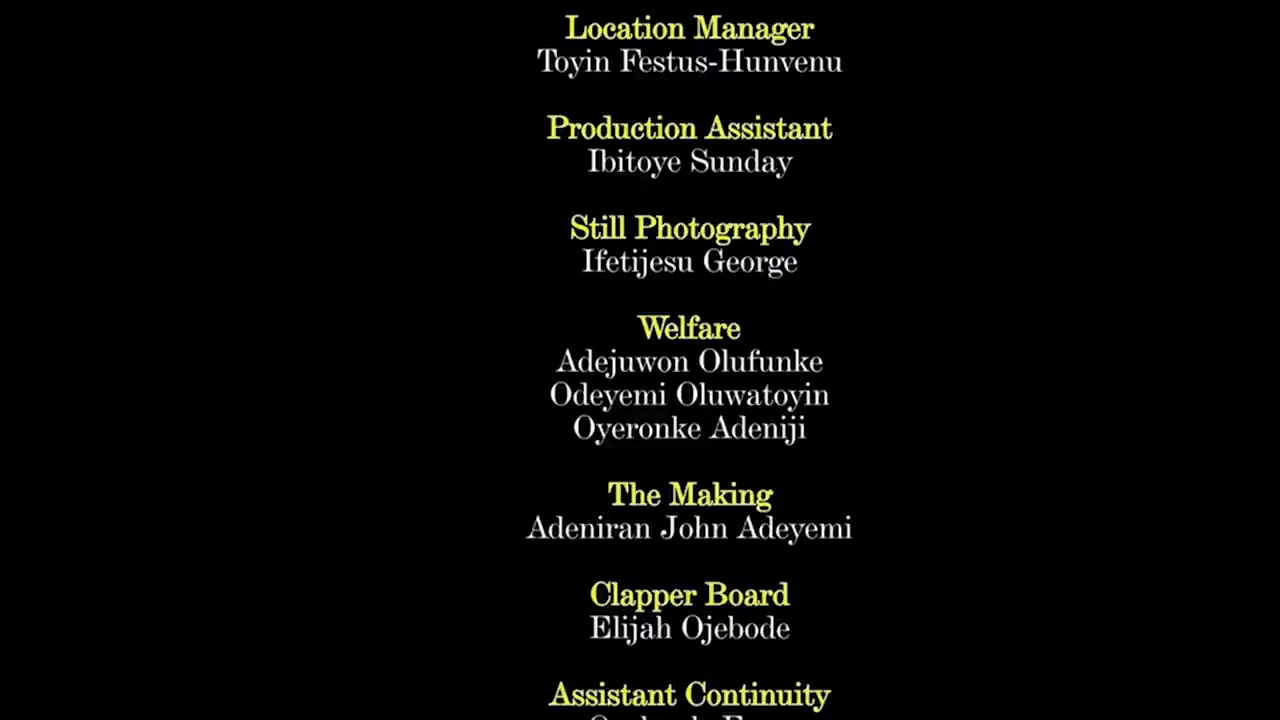 Location Manager
Toyin Festus-Hunvenu
Production Assistant
Ibitoye Sunday
Still Photography
Ifetijesu George
Welfare
Adejuwon Olufunke
Odeyemi Oluwatoyin
Oyeronke Adeniji
The Making
Adeniran John Adeyemi
Clapper Board
Elijah Ojebode
Assistant Continuity